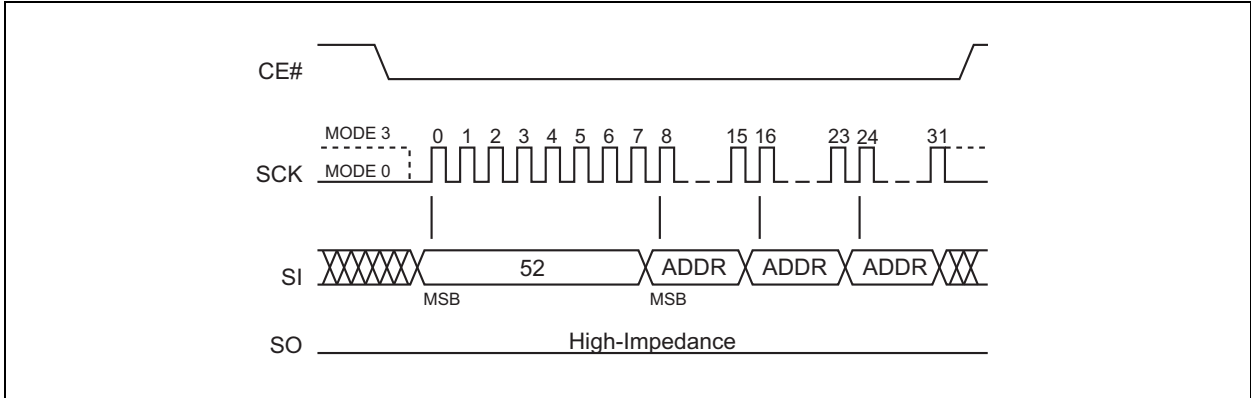 CE#
MODE 3
0 1 2 3 4 5 6 7 8 15 16 23 24 31
SCK
MODE 0
SI
52 ADDR ADDR ADDR
MSB MSB
SO
High-Impedance